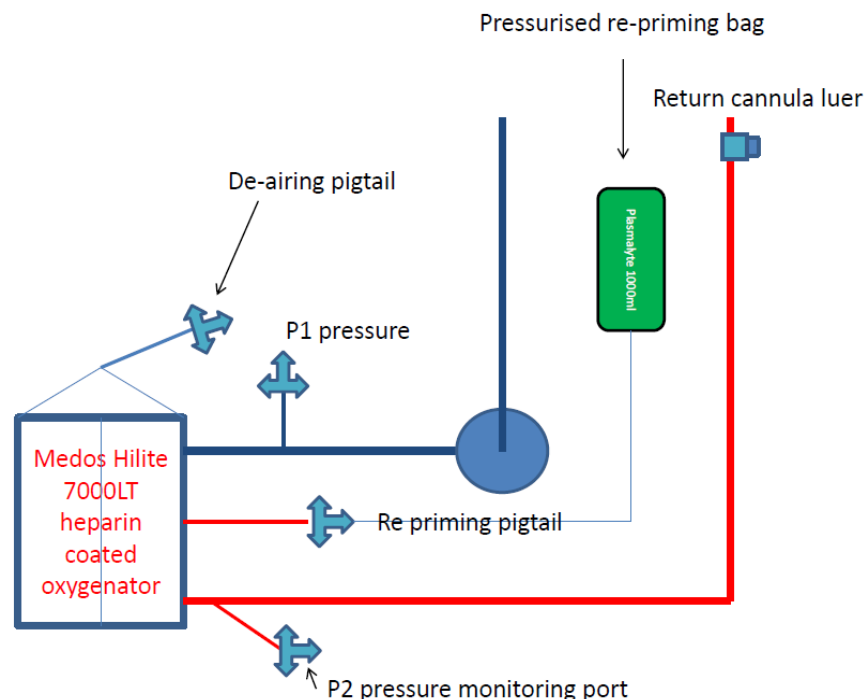 Pressurised re-priming bag
Return cannula luer
De-airing pigtail
Plasmalyte 1000ml
P1 pressure
Medos Hilite
7000LT
heparin
coated
oxygenator
Re priming pigtail
P2 pressure monitoring port